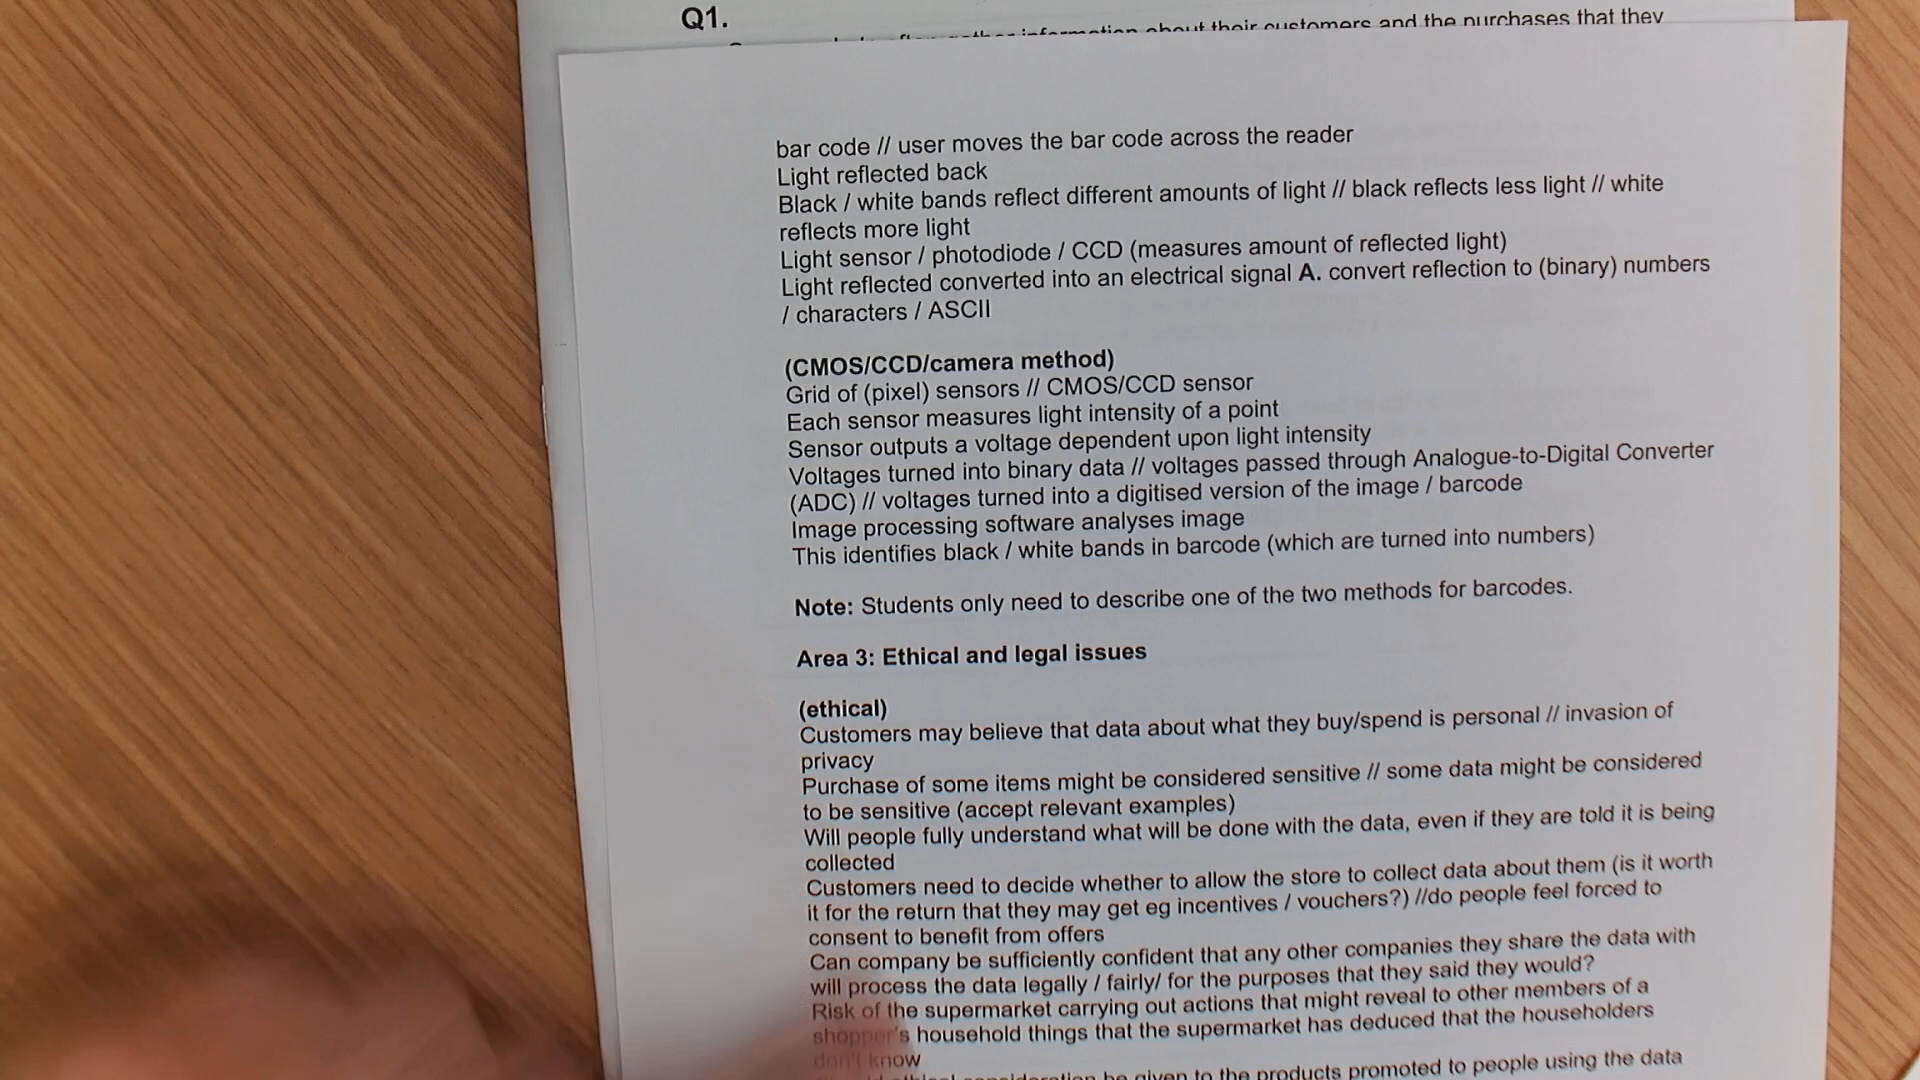 Q1.
information about their customers and the purchases that they
bar code // user moves the bar code across the reader
Light reflected back
Black / white bands reflect different amounts of light // black reflects less light // white
reflects more light
Light sensor / photodiode / CCD (measures amount of reflected light)
Light reflected converted into an electrical signal A. convert reflection to (binary) numbers
/ characters / ASCII
(CMOS/CCD/camera method)
Grid of (pixel) sensors // CMOS/CCD sensor
Each sensor measures light intensity of a point
Sensor outputs a voltage dependent upon light intensity
Voltages turned into binary data // voltages passed through Analogue-to-Digital Converter
(ADC) // voltages turned into a digitised version of the image / barcode
Image processing software analyses image
This identifies black / white bands in barcode (which are turned into numbers)
Note: Students only need to describe one of the two methods for barcodes.
Area 3: Ethical and legal issues
(ethical)
Customers may believe that data about what they buy/spend is personal // invasion of
privacy
Purchase of some items might be considered sensitive // some data might be considered
to be sensitive (accept relevant examples)
Will people fully understand what will be done with the data, even if they are told it is being
collected
Customers need to decide whether to allow the store to collect data about them (is it worth
it for the return that they may get eg incentives / vouchers?) //do people feel forced to
consent to benefit from offers
Can company be sufficiently confident that any other companies they share the data with
will process the data legally / fairly/ for the purposes that they said they would?
Risk of the supermarket carrying out actions that might reveal to other members of a
shopper's household things that the supermarket has deduced that the householders
don't know
consideration be given to the products promoted to people using the data